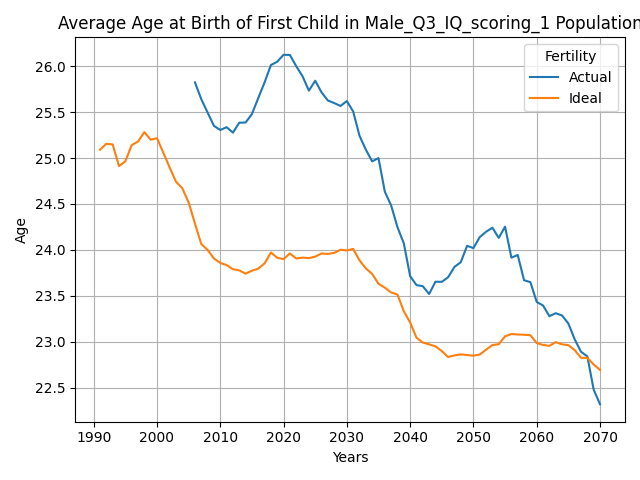 Average Age at Birth of First Child in Male_Q3_IQ_scoring_1 Population
Fertility
Actual
Ideal
Age
26.0
25.5
25.0
24.5
24.0
23.5
23.0
22.5
1990 2000 2010 2020 2030 2040 2050 2060 2070
Years